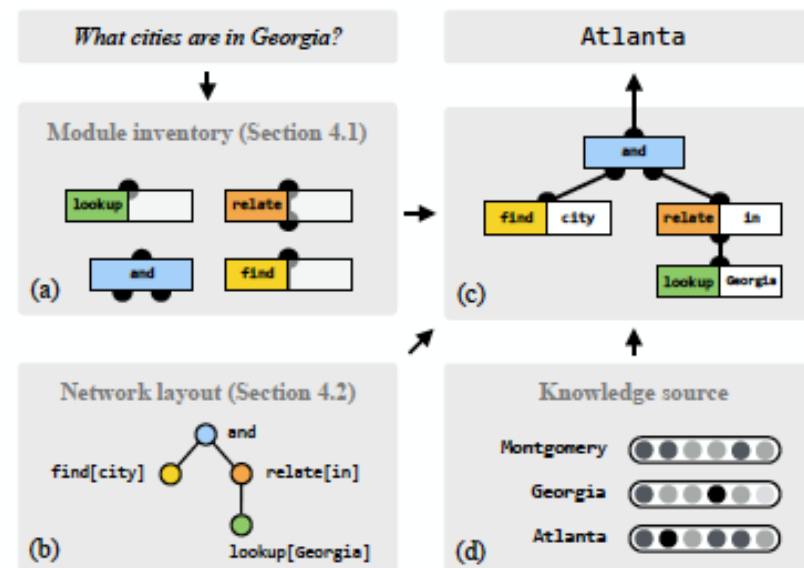 What cities are in Georgia?
Atlanta
Module inventory (Section 4.1)
lookup
relate
and
find
(a)
and
find city
relate in
lookup Georgia
(c)
Network layout (Section 4.2)
and
find[city]
relate[in]
lookup[Georgia]
(b)
Knowledge source
Montgomery
Georgia
Atlanta
(d)